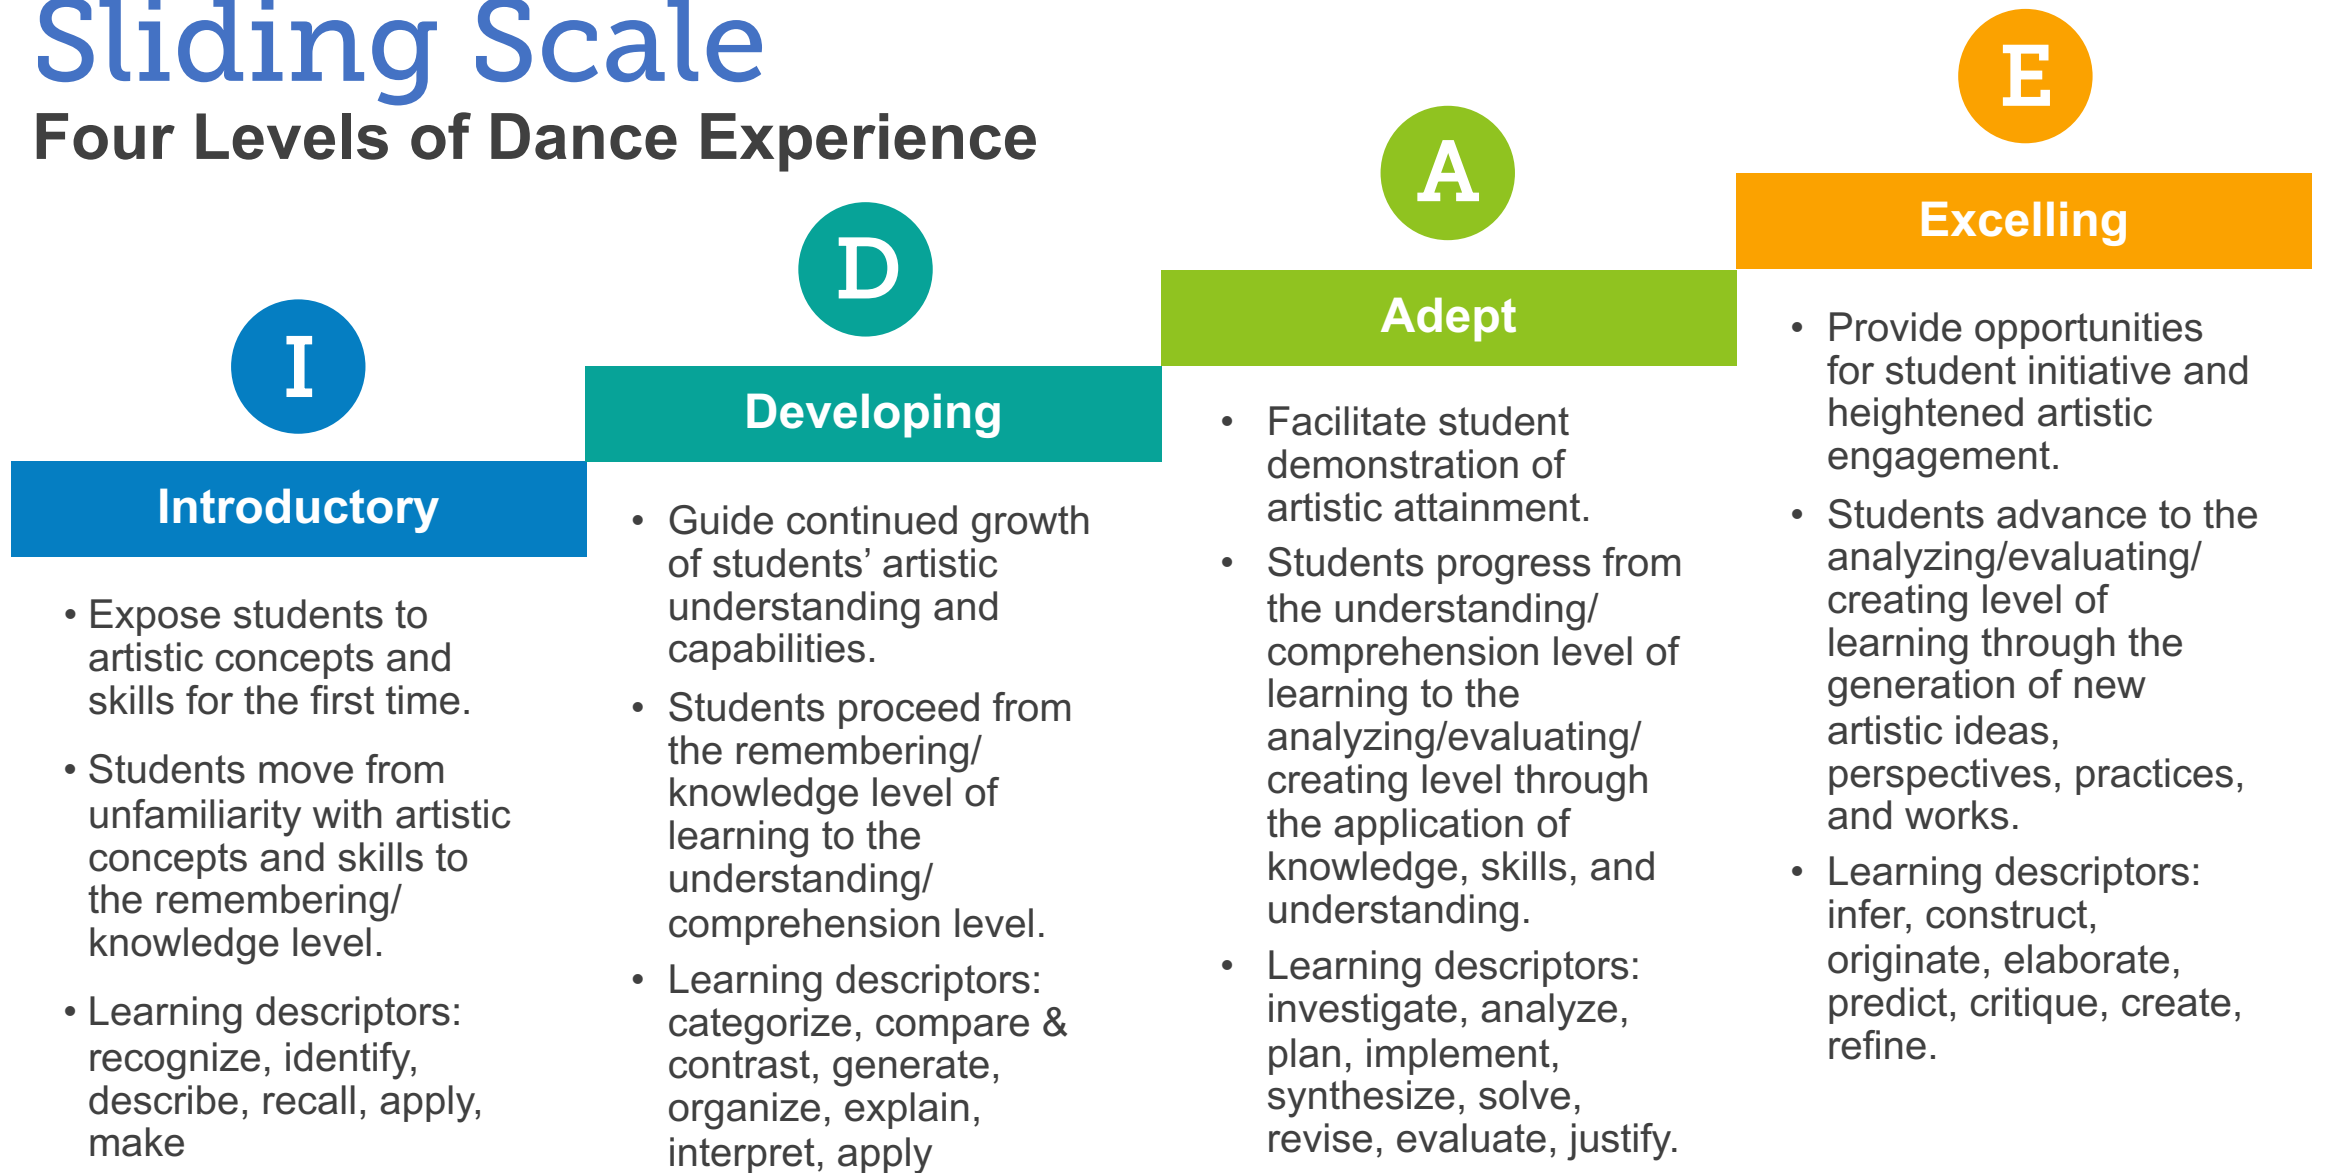 Sliding Scale
Four Levels of Dance Experience
I
Introductory
• Expose students to
artistic concepts and
skills for the first time.
• Students move from
unfamiliarity with artistic
concepts and skills to
the remembering/
knowledge level.
• Learning descriptors:
recognize, identify,
describe, recall, apply,
make
D
Developing
• Guide continued growth
of students’ artistic
understanding and
capabilities.
• Students proceed from
the remembering/
knowledge level of
learning to the
understanding/
comprehension level.
• Learning descriptors:
categorize, compare &
contrast, generate,
organize, explain,
interpret, apply
A
Adept
• Facilitate student
demonstration of
artistic attainment.
• Students progress from
the understanding/
comprehension level of
learning to the
analyzing/evaluating/
creating level through
the application of
knowledge, skills, and
understanding.
• Learning descriptors:
investigate, analyze,
plan, implement,
synthesize, solve,
revise, evaluate, justify.
E
Excelling
• Provide opportunities
for student initiative and
heightened artistic
engagement.
• Students advance to the
analyzing/evaluating/
creating level of
learning through the
generation of new
artistic ideas,
perspectives, practices,
and works.
• Learning descriptors:
infer, construct,
originate, elaborate,
predict, critique, create,
refine.